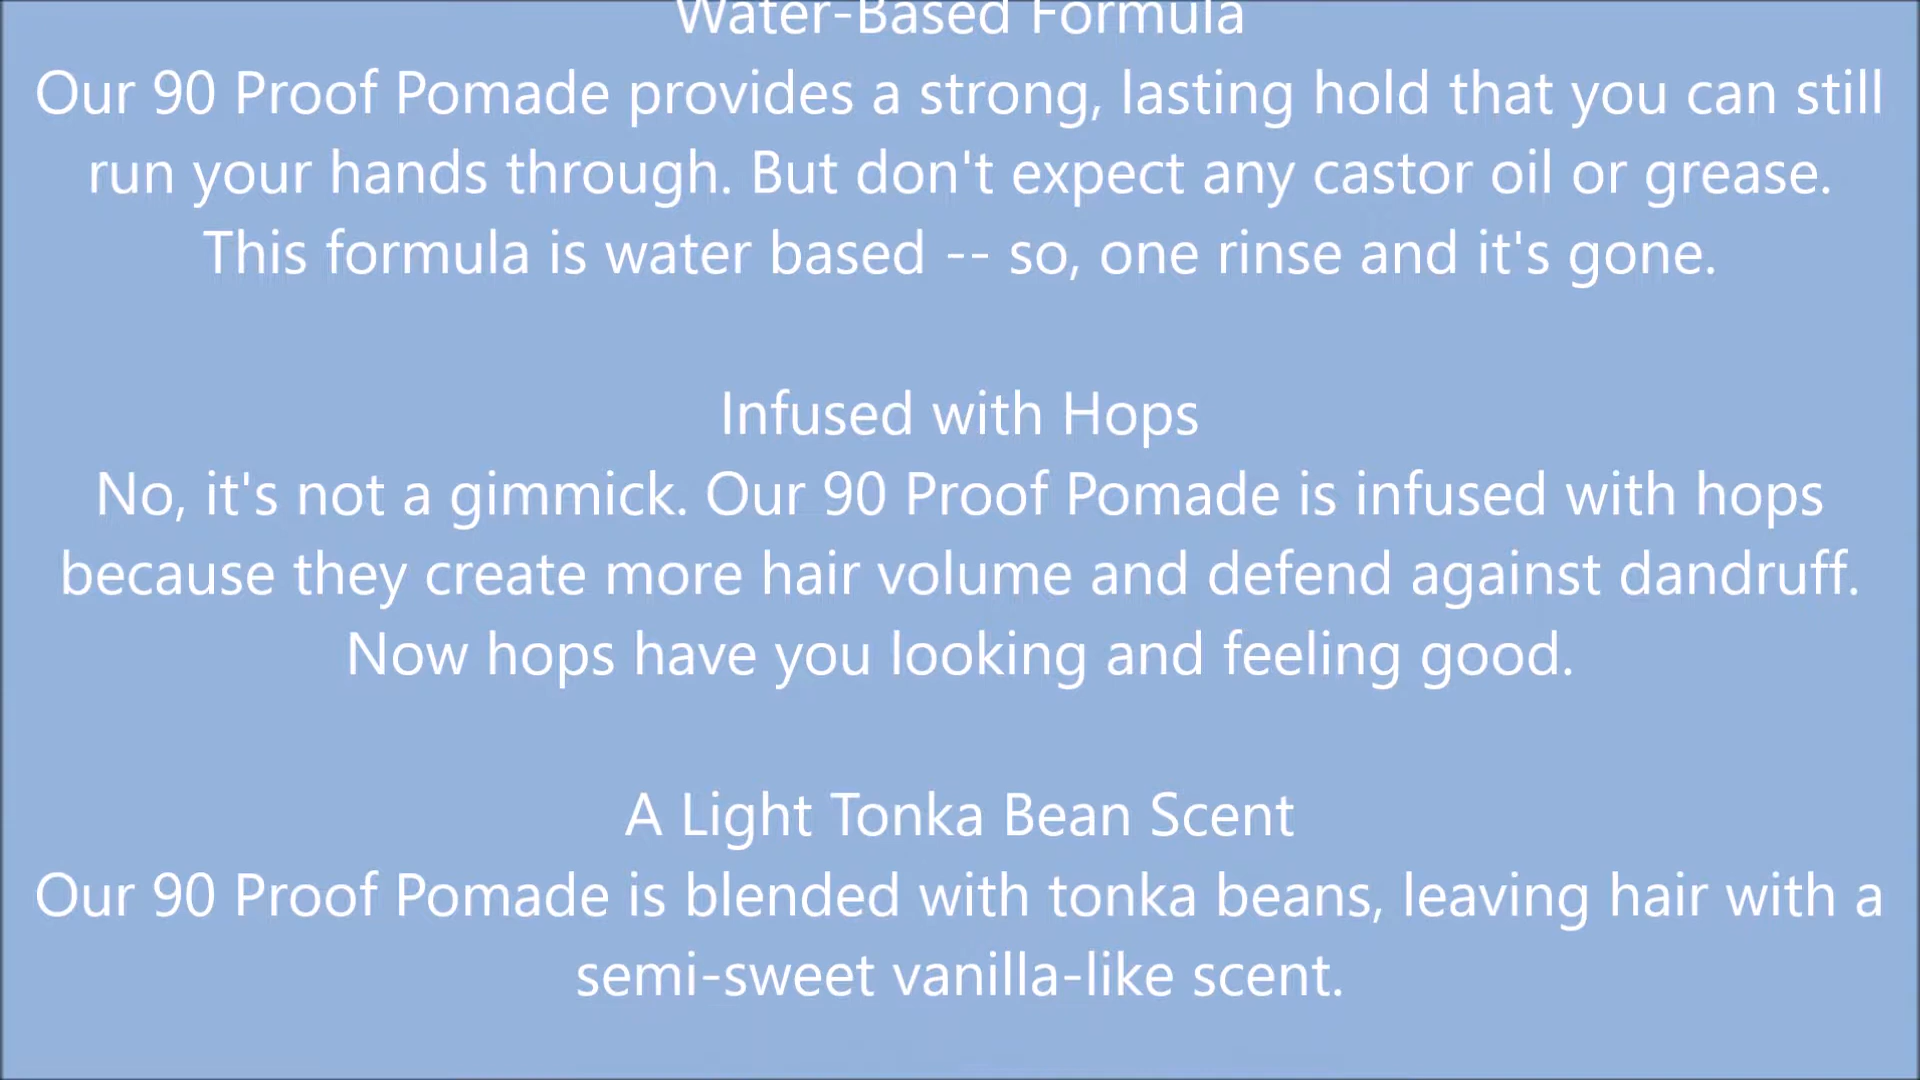 Water-Based Formula
Our 90 Proof Pomade provides a strong, lasting hold that you can still
run your hands through. But don't expect any castor oil or grease.
This formula is water based -- so, one rinse and it's gone.
Infused with Hops
No, it's not a gimmick. Our 90 Proof Pomade is infused with hops
because they create more hair volume and defend against dandruff.
Now hops have you looking and feeling good.
A Light Tonka Bean Scent
Our 90 Proof Pomade is blended with tonka beans, leaving hair with a
semi-sweet vanilla-like scent.